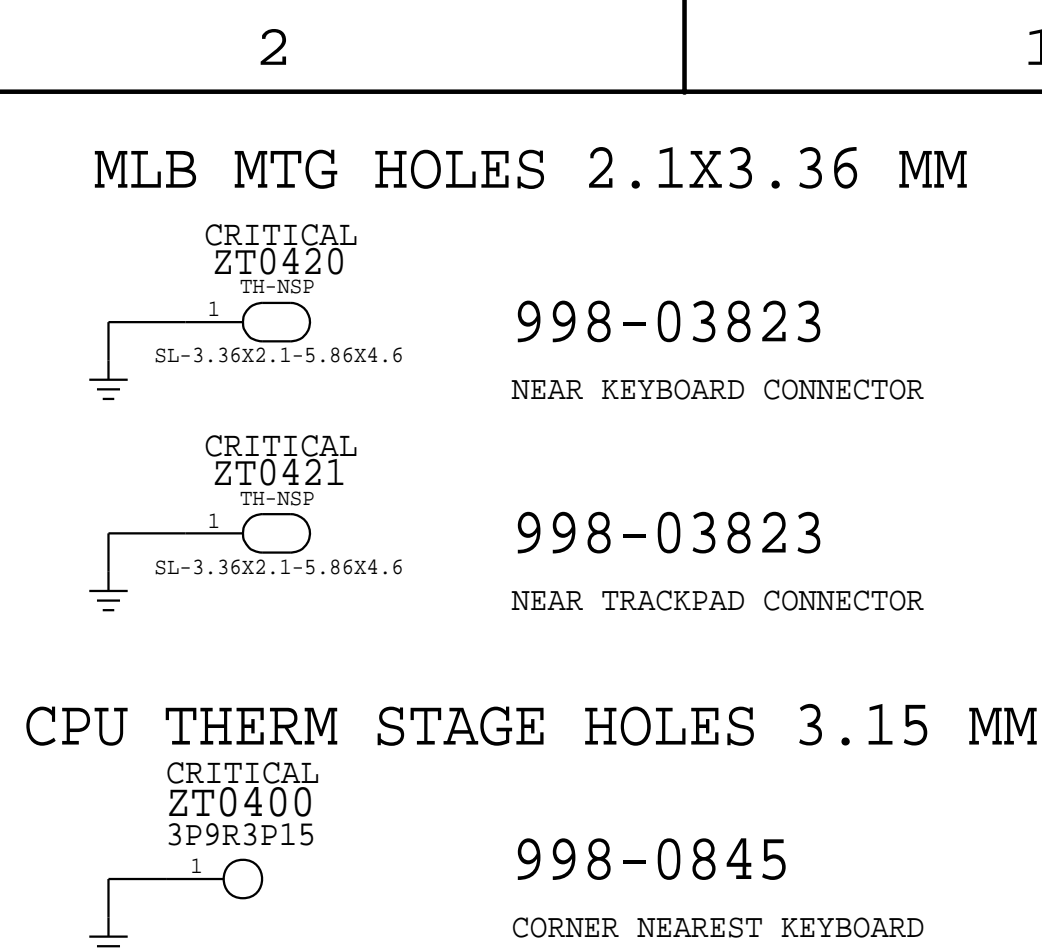 2
1
MLB MTG HOLES 2.1X3.36 MM
CRITICAL
ZT0420
TH-NSP
1
SL-3.36X2.1-5.86X4.6
998-03823
NEAR KEYBOARD CONNECTOR
CRITICAL
ZT0421
TH-NSP
1
SL-3.36X2.1-5.86X4.6
998-03823
NEAR TRACKPAD CONNECTOR
CPU THERM STAGE HOLES 3.15 MM
CRITICAL
ZT0400
3P9R3P15
1
998-0845
CORNER NEAREST KEYBOARD